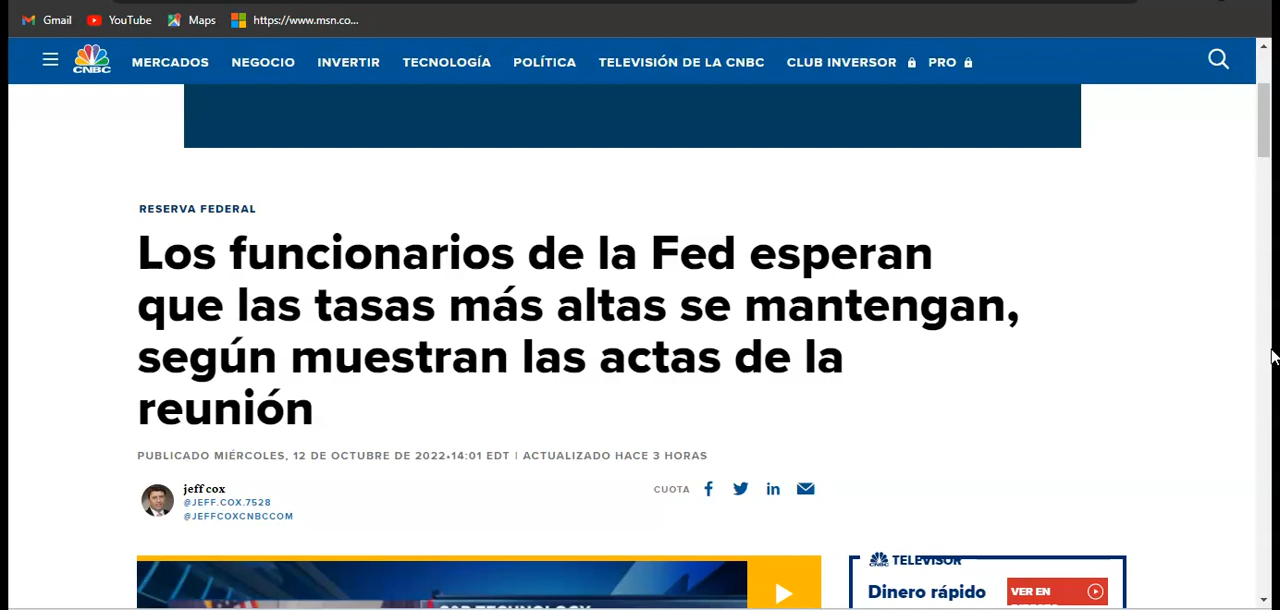 Gmail YouTube Maps https://www.msn.co...
CNBC MERCADOS NEGOCIO INVERTIR TECNOLOGÍA POLÍTICA TELEVISIÓN DE LA CNBC CLUB INVERSOR PRO
RESERVA FEDERAL
Los funcionarios de la Fed esperan
que las tasas más altas se mantengan,
según muestran las actas de la
reunión
PUBLICADO MIÉRCOLES, 12 DE OCTUBRE DE 2022•14:01 EDT | ACTUALIZADO HACE 3 HORAS
jeff cox
@JEFF.COX.7528
@JEFFCOXCNBCCOM
CUOTA
CNBC TELEVISOR
Dinero rápido
VER EN
S&P TECHNOLOGY